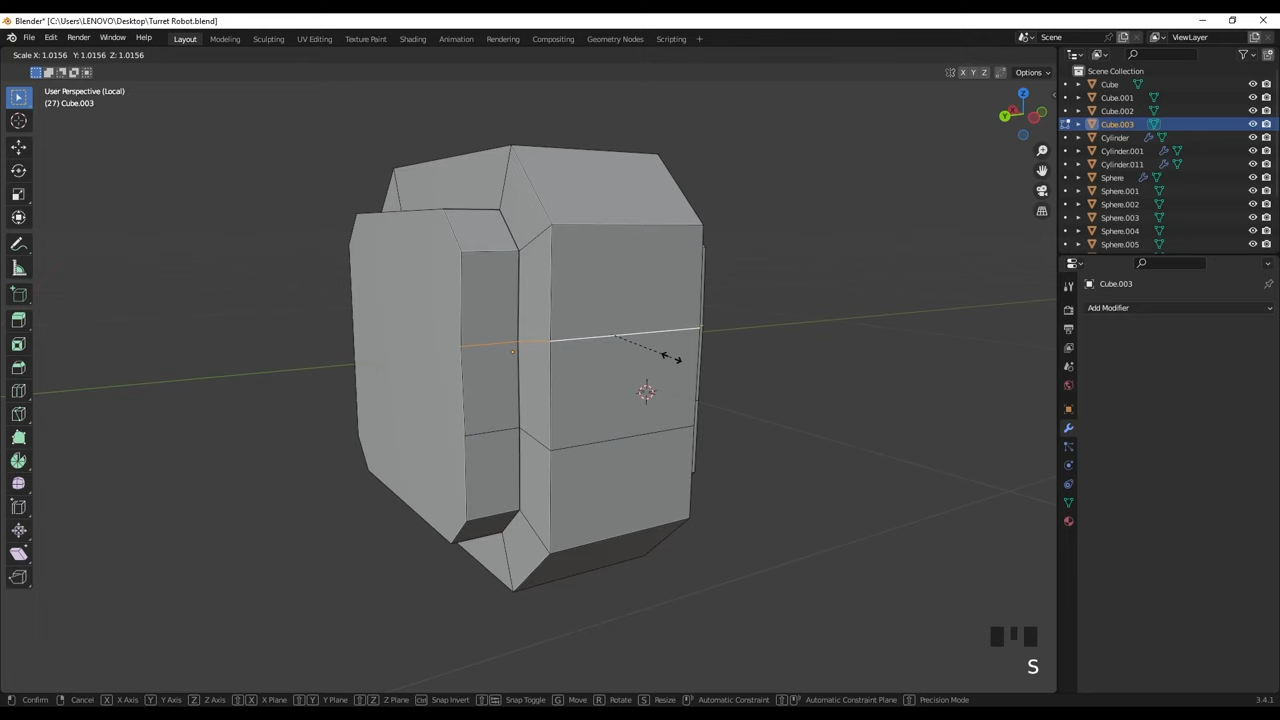 Blender* [C:\Users\LENOVO\Desktop\Turret Robot.blend]
File Edit Render Window Help Layout Modeling Sculpting UV Editing Texture Paint Shading Animation Rendering Compositing Geometry Nodes Scripting + Scene ViewLayer
Scale X: 1.0156 Y: 1.0156 Z: 1.0156
X Y Z Options
User Perspective (Local)
(27) Cube.003
Z
Y
Scene Collection
Cube
Cube.001
Cube.002
Cube.003
Cylinder
Cylinder.001
Cylinder.011
Sphere
Sphere.001
Sphere.002
Sphere.003
Sphere.004
Sphere.005
Cube.003
Add Modifier
S
Confirm Cancel X X Axis Y Y Axis Z Z Axis X X Plane Y Y Plane Z Z Plane Ctrl Snap Invert Snap Toggle G Move R Rotate S Resize Automatic Constraint Automatic Constraint Plane Precision Mode 3.4.1